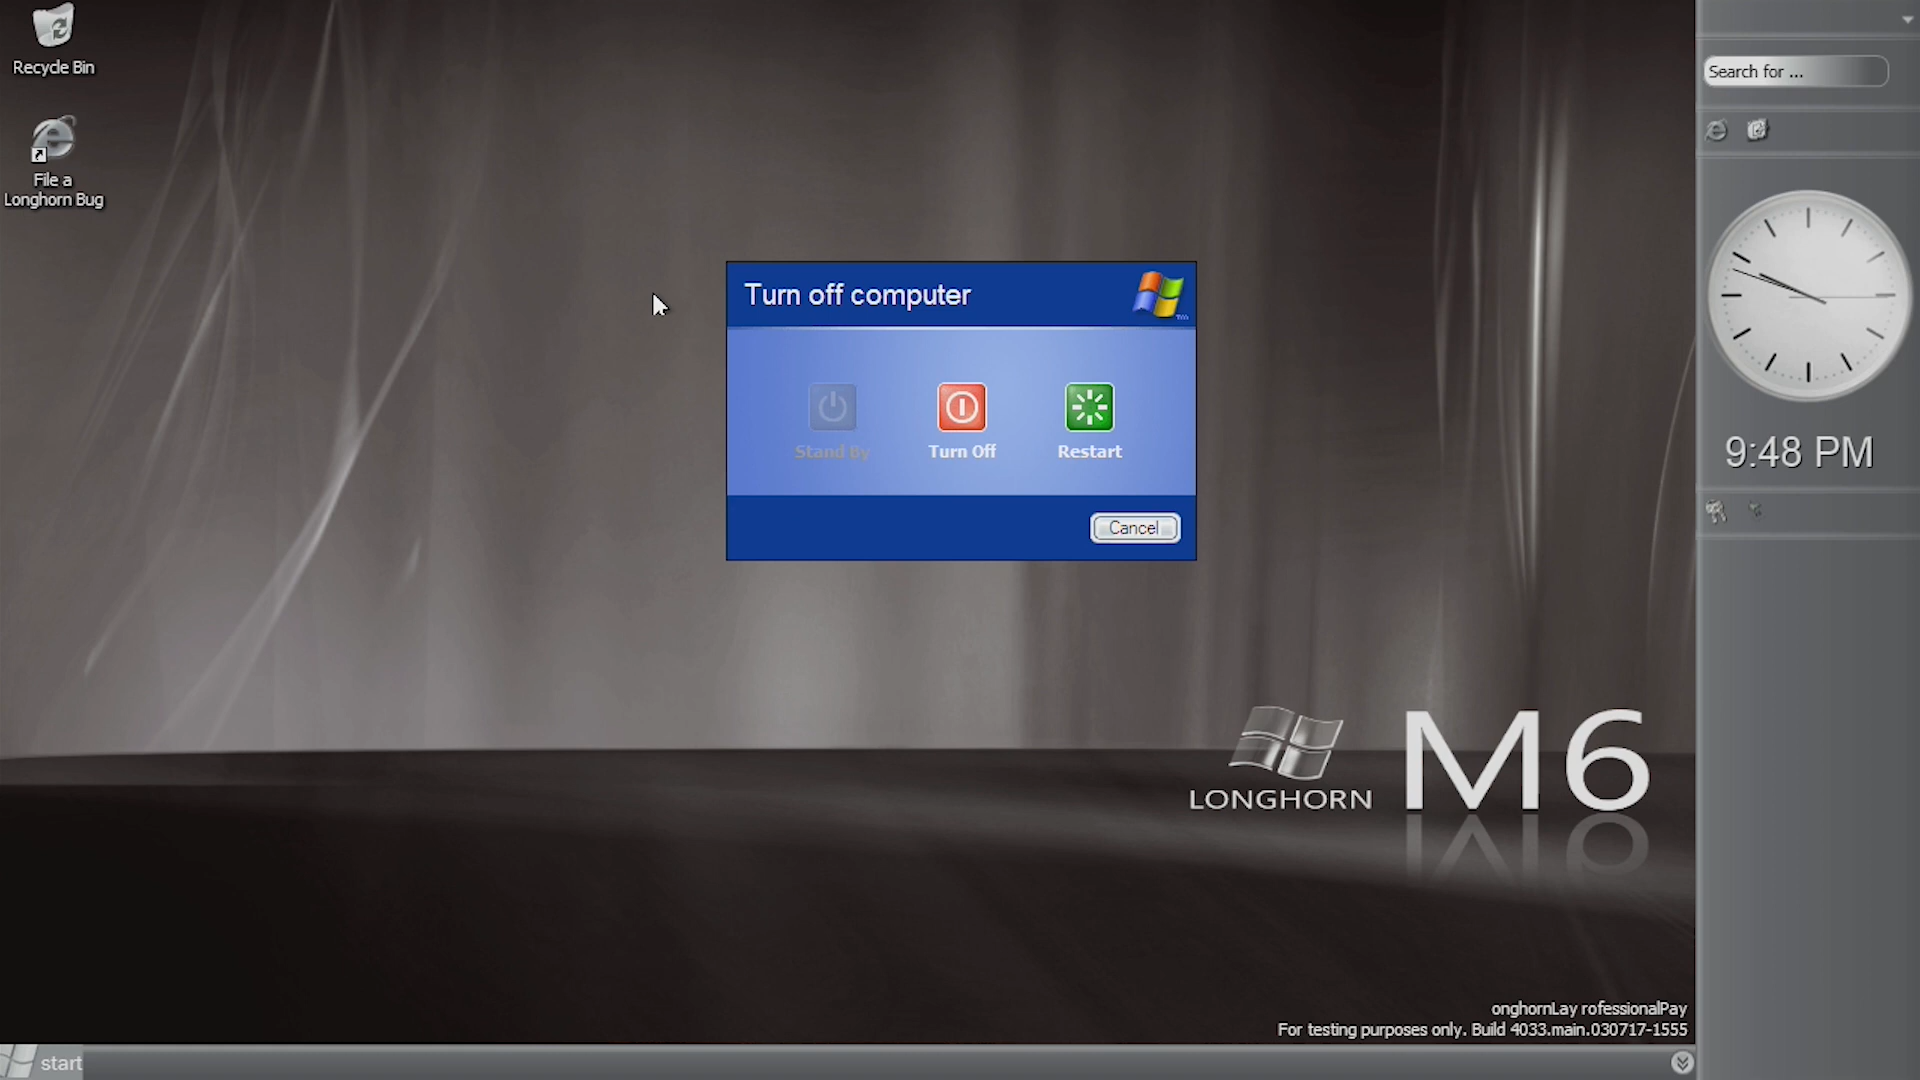 Recycle Bin
File a
Longhorn Bug
Turn off computer
Stand By
Turn Off
Restart
Cancel
Search for ...
9:48 PM
LONGHORN
M6
onghornLay rofessionalPay
For testing purposes only. Build 4033.main.030717-1555
start